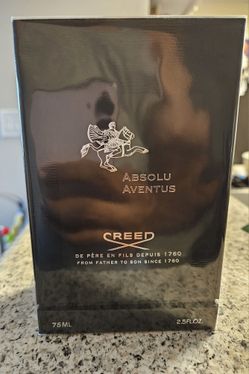 ABSOLU
AVENTUS
CREED
DE PÈRE EN FILS DEPUIS 1760
FROM FATHER TO SON SINCE 1760
75ML 2.5FL.OZ.